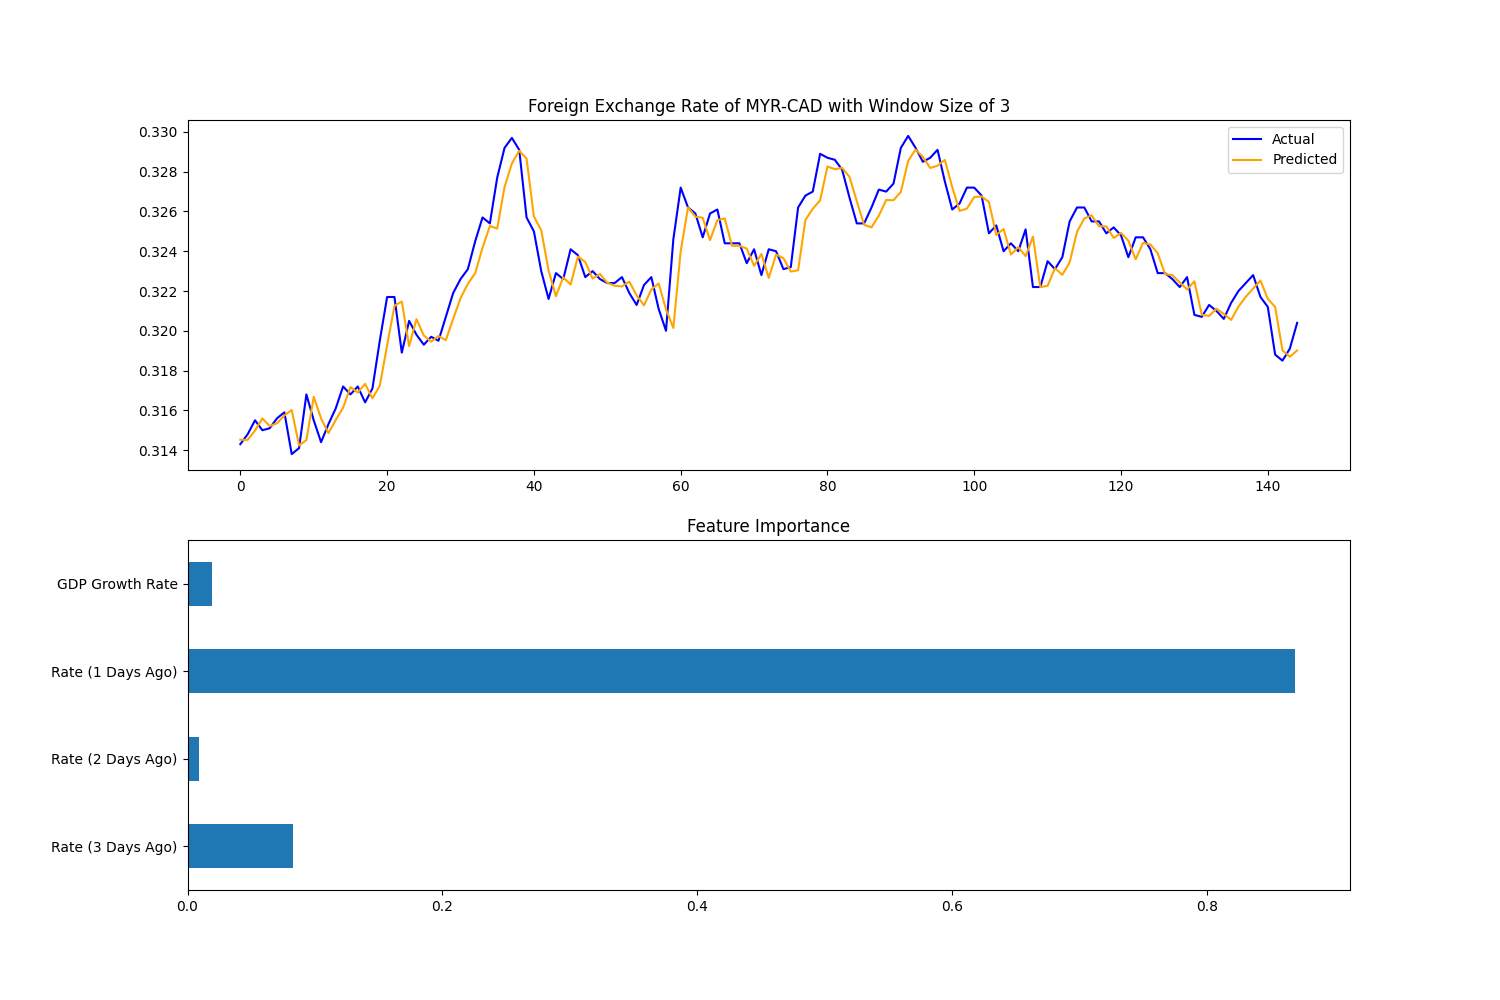 Foreign Exchange Rate of MYR-CAD with Window Size of 3
0.330
0.328
0.326
0.324
0.322
0.320
0.318
0.316
0.314
Actual
Predicted
0 20 40 60 80 100 120 140
Feature Importance
GDP Growth Rate
Rate (1 Days Ago)
Rate (2 Days Ago)
Rate (3 Days Ago)
0.0 0.2 0.4 0.6 0.8